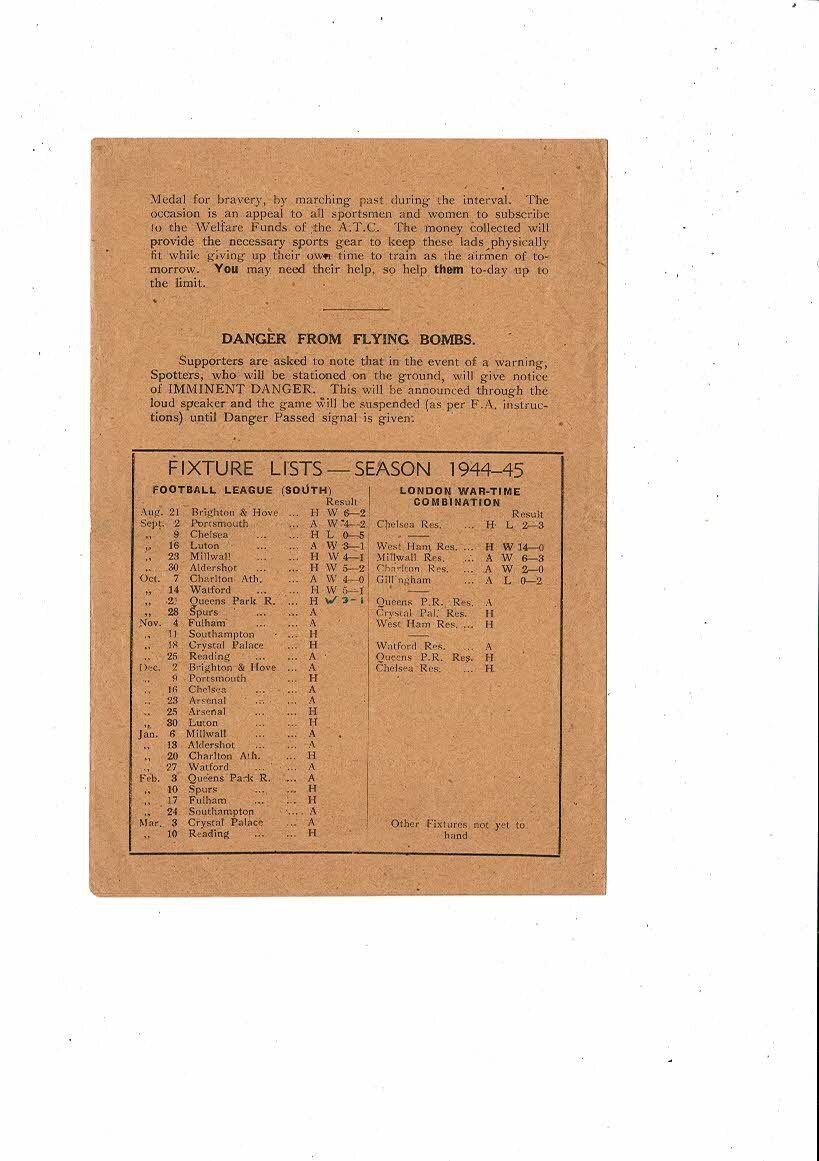 Medal for bravery, by marching past during the interval. The
occasion is an appeal to all sportsmen and women to subscribe
to the Welfare Funds of the A.T.C. The money collected will
provide the necessary sports gear to keep these lads physically
fit while giving up their own time to train as the airmen of to-
morrow. You may need their help, so help them to-day up to
the limit.
DANGER FROM FLYING BOMBS.
Supporters are asked to note that in the event of a warning,
Spotters, who will be stationed on the ground, will give notice
of IMMINENT DANGER. This will be announced through the
loud speaker and the game will be suspended (as per F.A. instruc-
tions) until Danger Passed signal is given.
FIXTURE LISTS — SEASON 1944-45
FOOTBALL LEAGUE (SOUTH)
Result
Aug. 21 Brighton & Hove ... H W 6—2
Sept. 2 Portsmouth ... A W 4—2
,, 9 Chelsea ... ... H L 0—5
,, 16 Luton ... ... A W 3—1
,, 23 Millwall ... ... H W 4—1
,, 30 Aldershot ... ... H W 5—2
Oct. 7 Charlton Ath. ... A W 4—0
,, 14 Watford ... ... H W 5—1
,, 2 Queens Park R. ... H W 3-1
,, 28 Spurs ... ... A
Nov. 4 Fulham ... ... A
,, 11 Southampton ... H
,, 18 Crystal Palace ... H
,, 25 Reading ... ... A
Dec. 2 Brighton & Hove ... A
,, 9 Portsmouth ... H
,, 16 Chelsea ... ... A
,, 23 Arsenal ... ... A
,, 25 Arsenal ... ... H
,, 30 Luton ... ... H
Jan. 6 Millwall ... ... A
,, 13 Aldershot ... ... A
,, 20 Charlton Ath. ... H
,, 27 Watford ... ... A
Feb. 3 Queens Park R. ... A
,, 10 Spurs ... ... H
,, 17 Fulham ... ... H
,, 24 Southampton ... A
Mar. 3 Crystal Palace ... A
,, 10 Reading ... ... H
LONDON WAR-TIME
COMBINATION
Result
Chelsea Res. ... H L 2—3
West Ham Res. ... H W 14—0
Millwall Res. ... A W 6—3
Charlton Res. ... A W 2—0
Gillingham ... A L 0—2
Queens P.R. Res. A
Crystal Pal. Res. H
West Ham Res. ... H
Watford Res. ... A
Queens P.R. Res. H
Chelsea Res. ... H
Other Fixtures not yet to
hand